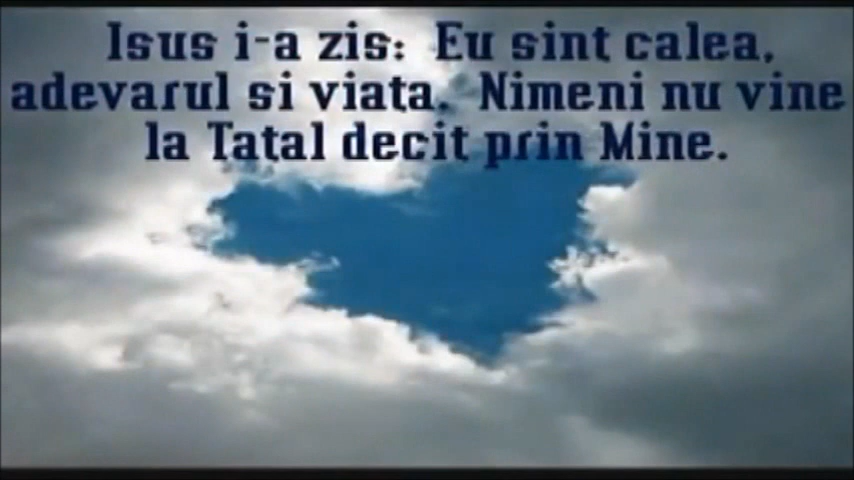 Isus i-a zis: Eu sint calea,
adevarul si viata. Nimeni nu vine
la Tatal decit prin Mine.